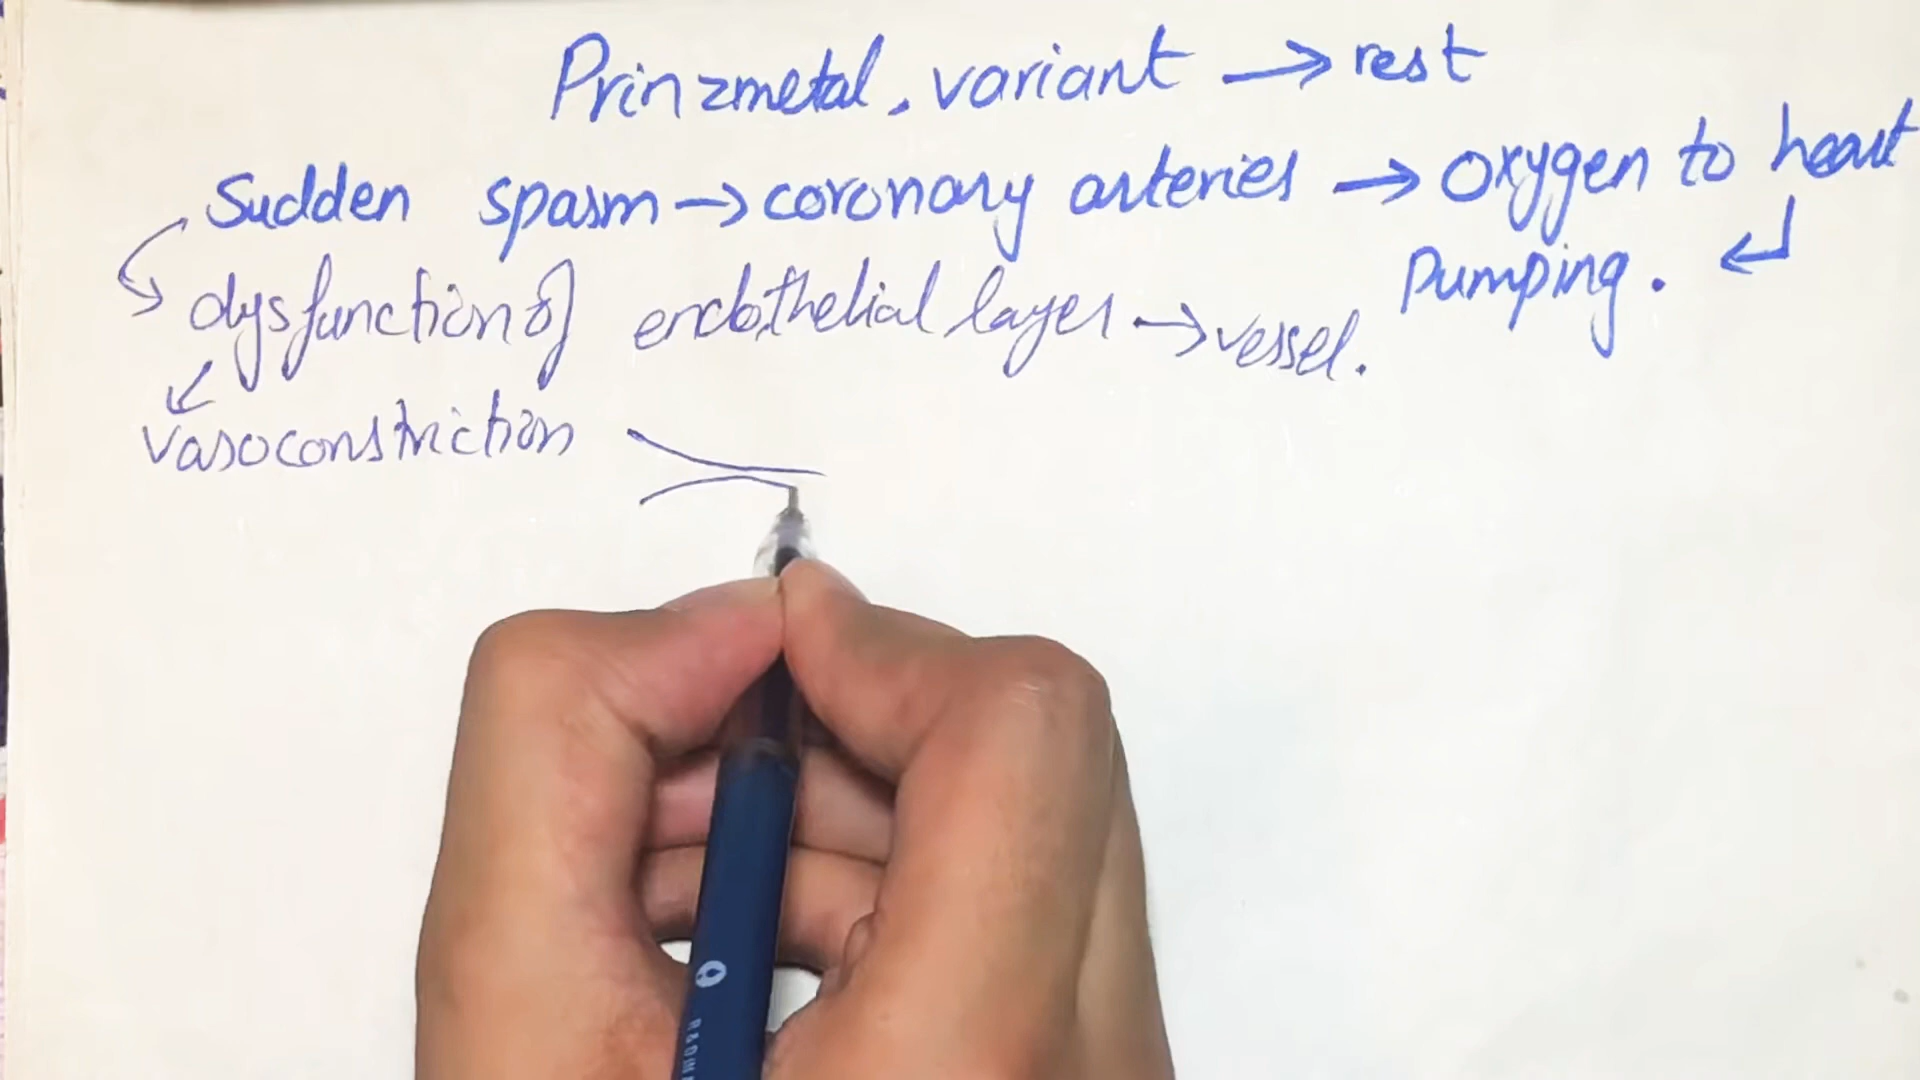 Prinzmetal. variant → rest
Sudden spasm → coronary arteries → oxygen to heart
pumping.
dysfunction of endothelial layer → vessel.
vasoconstriction